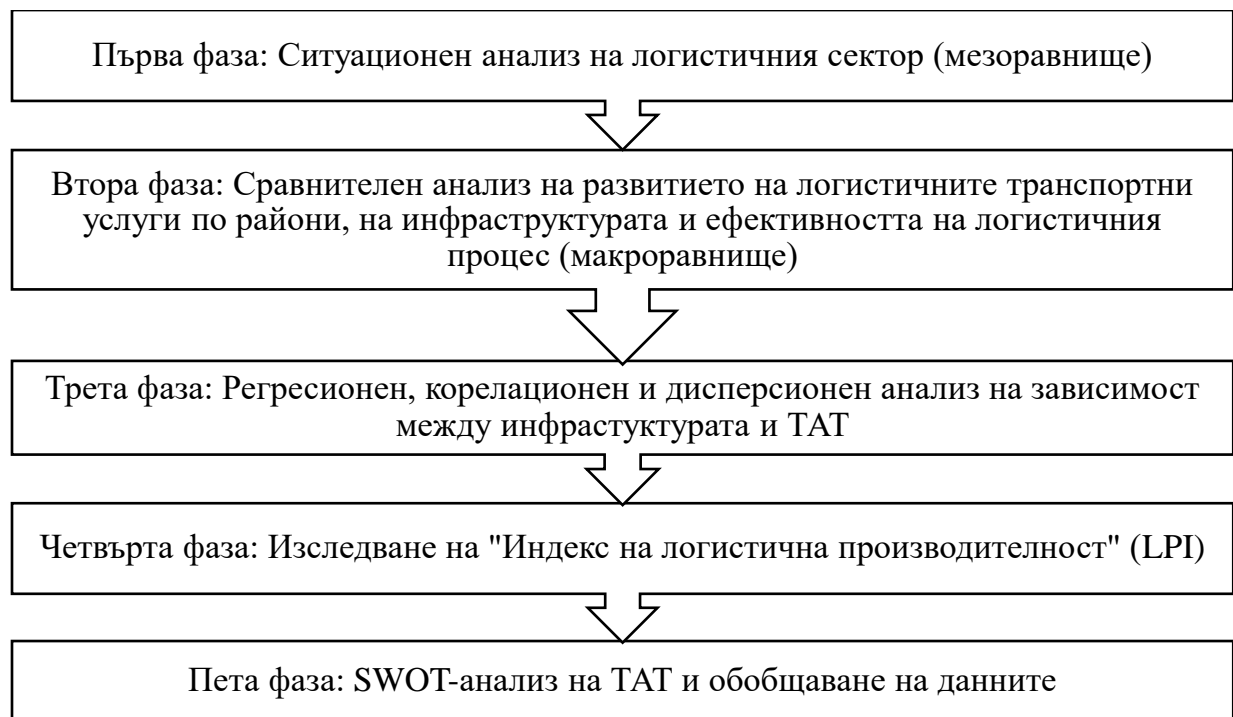 Първа фаза: Ситуационен анализ на логистичния сектор (мезоравнище)
Втора фаза: Сравнителен анализ на развитието на логистичните транспортни
услуги по райони, на инфраструктурата и ефективността на логистичния
процес (макроравнище)
Трета фаза: Регресионен, корелационен и дисперсионен анализ на зависимост
между инфрастуктурата и ТАТ
Четвърта фаза: Изследване на "Индекс на логистична производителност" (LPI)
Пета фаза: SWOT-анализ на ТАТ и обобщаване на данните